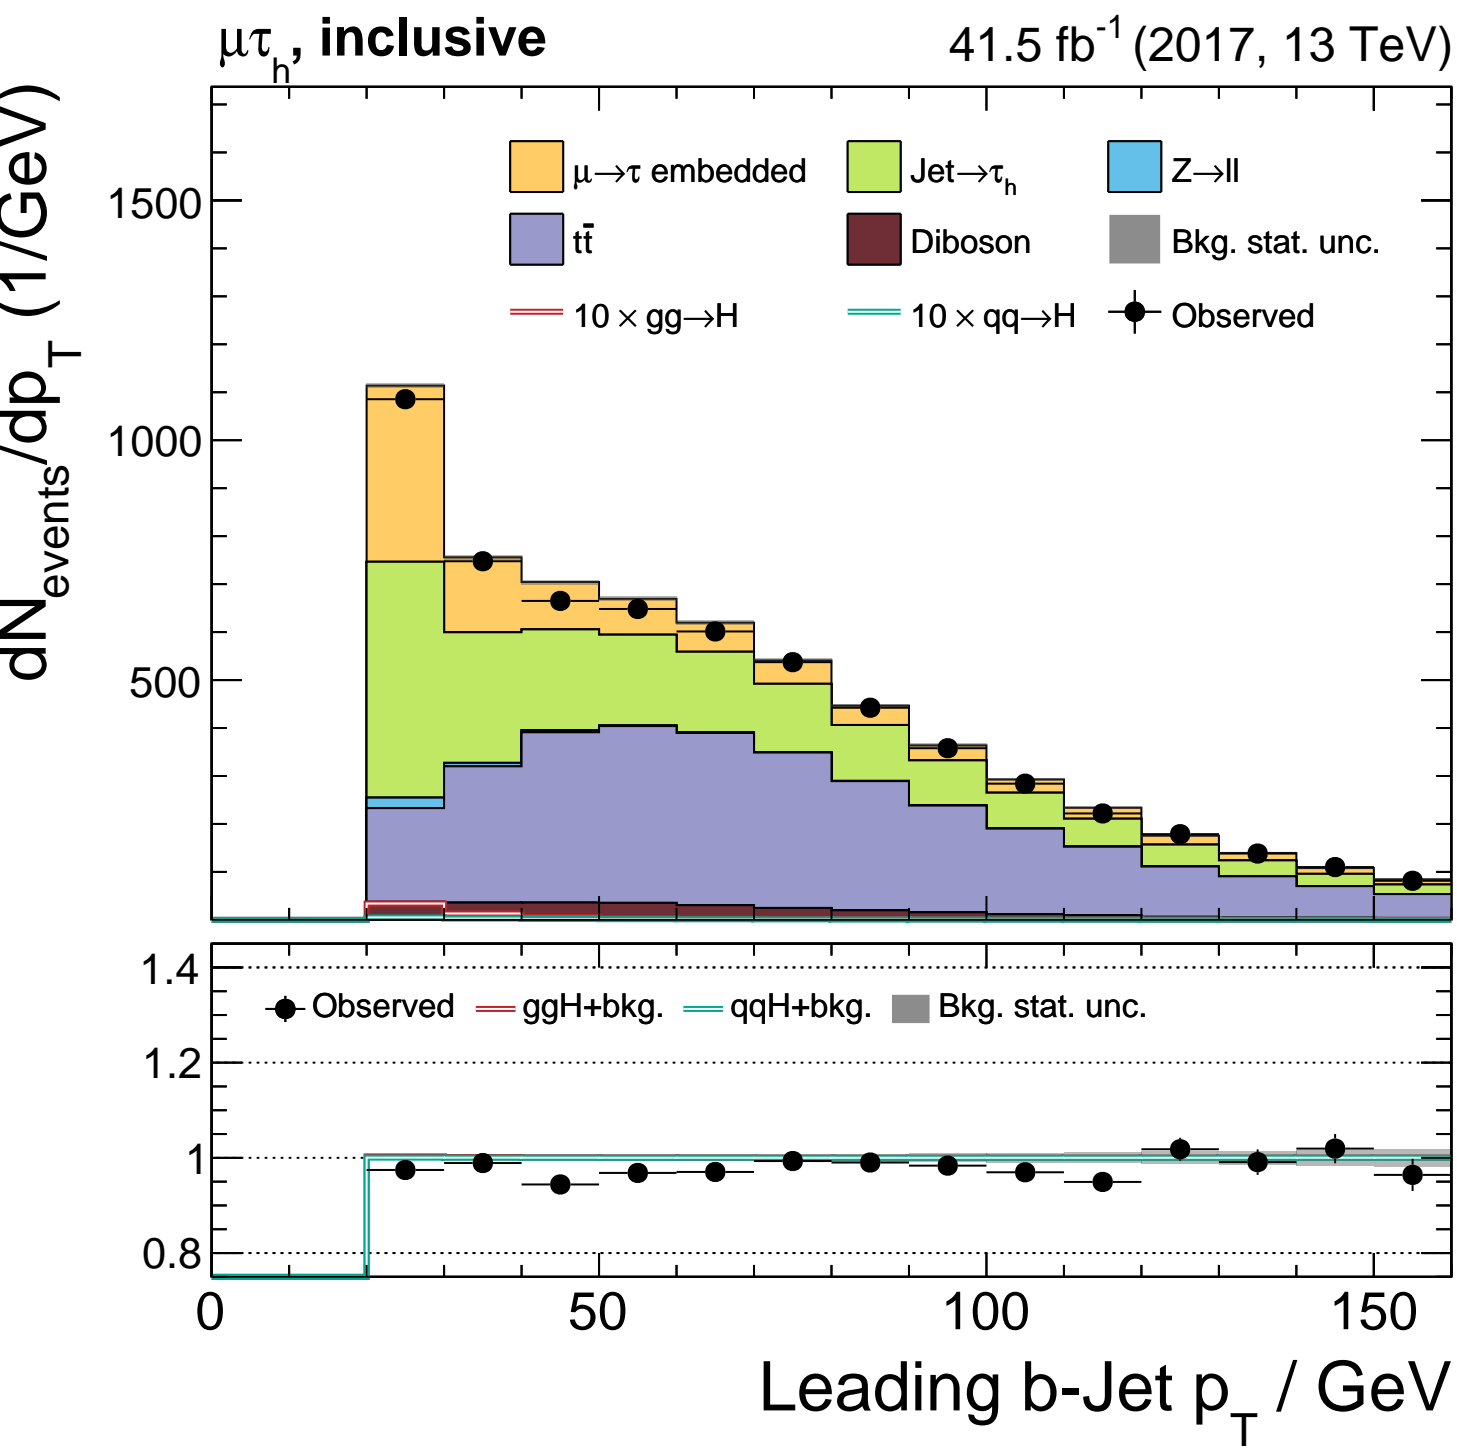 μτh, inclusive 41.5 fb-1 (2017, 13 TeV)
dNevents/dpT (1/GeV)
1500
1000
500
μ→τ embedded Jet→τh Z→ll
tt̄ Diboson Bkg. stat. unc.
10 × gg→H 10 × qq→H Observed
1.4
1.2
1
0.8
Observed ggH+bkg. qqH+bkg. Bkg. stat. unc.
0 50 100 150
Leading b-Jet pT / GeV